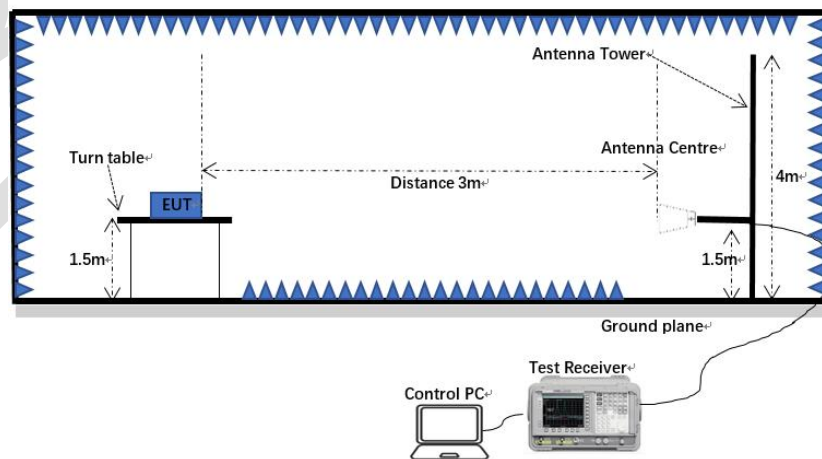 Antenna Tower
Antenna Centre
Turn table
Distance 3m
4m
EUT
1.5m
1.5m
Ground plane
Test Receiver
Control PC